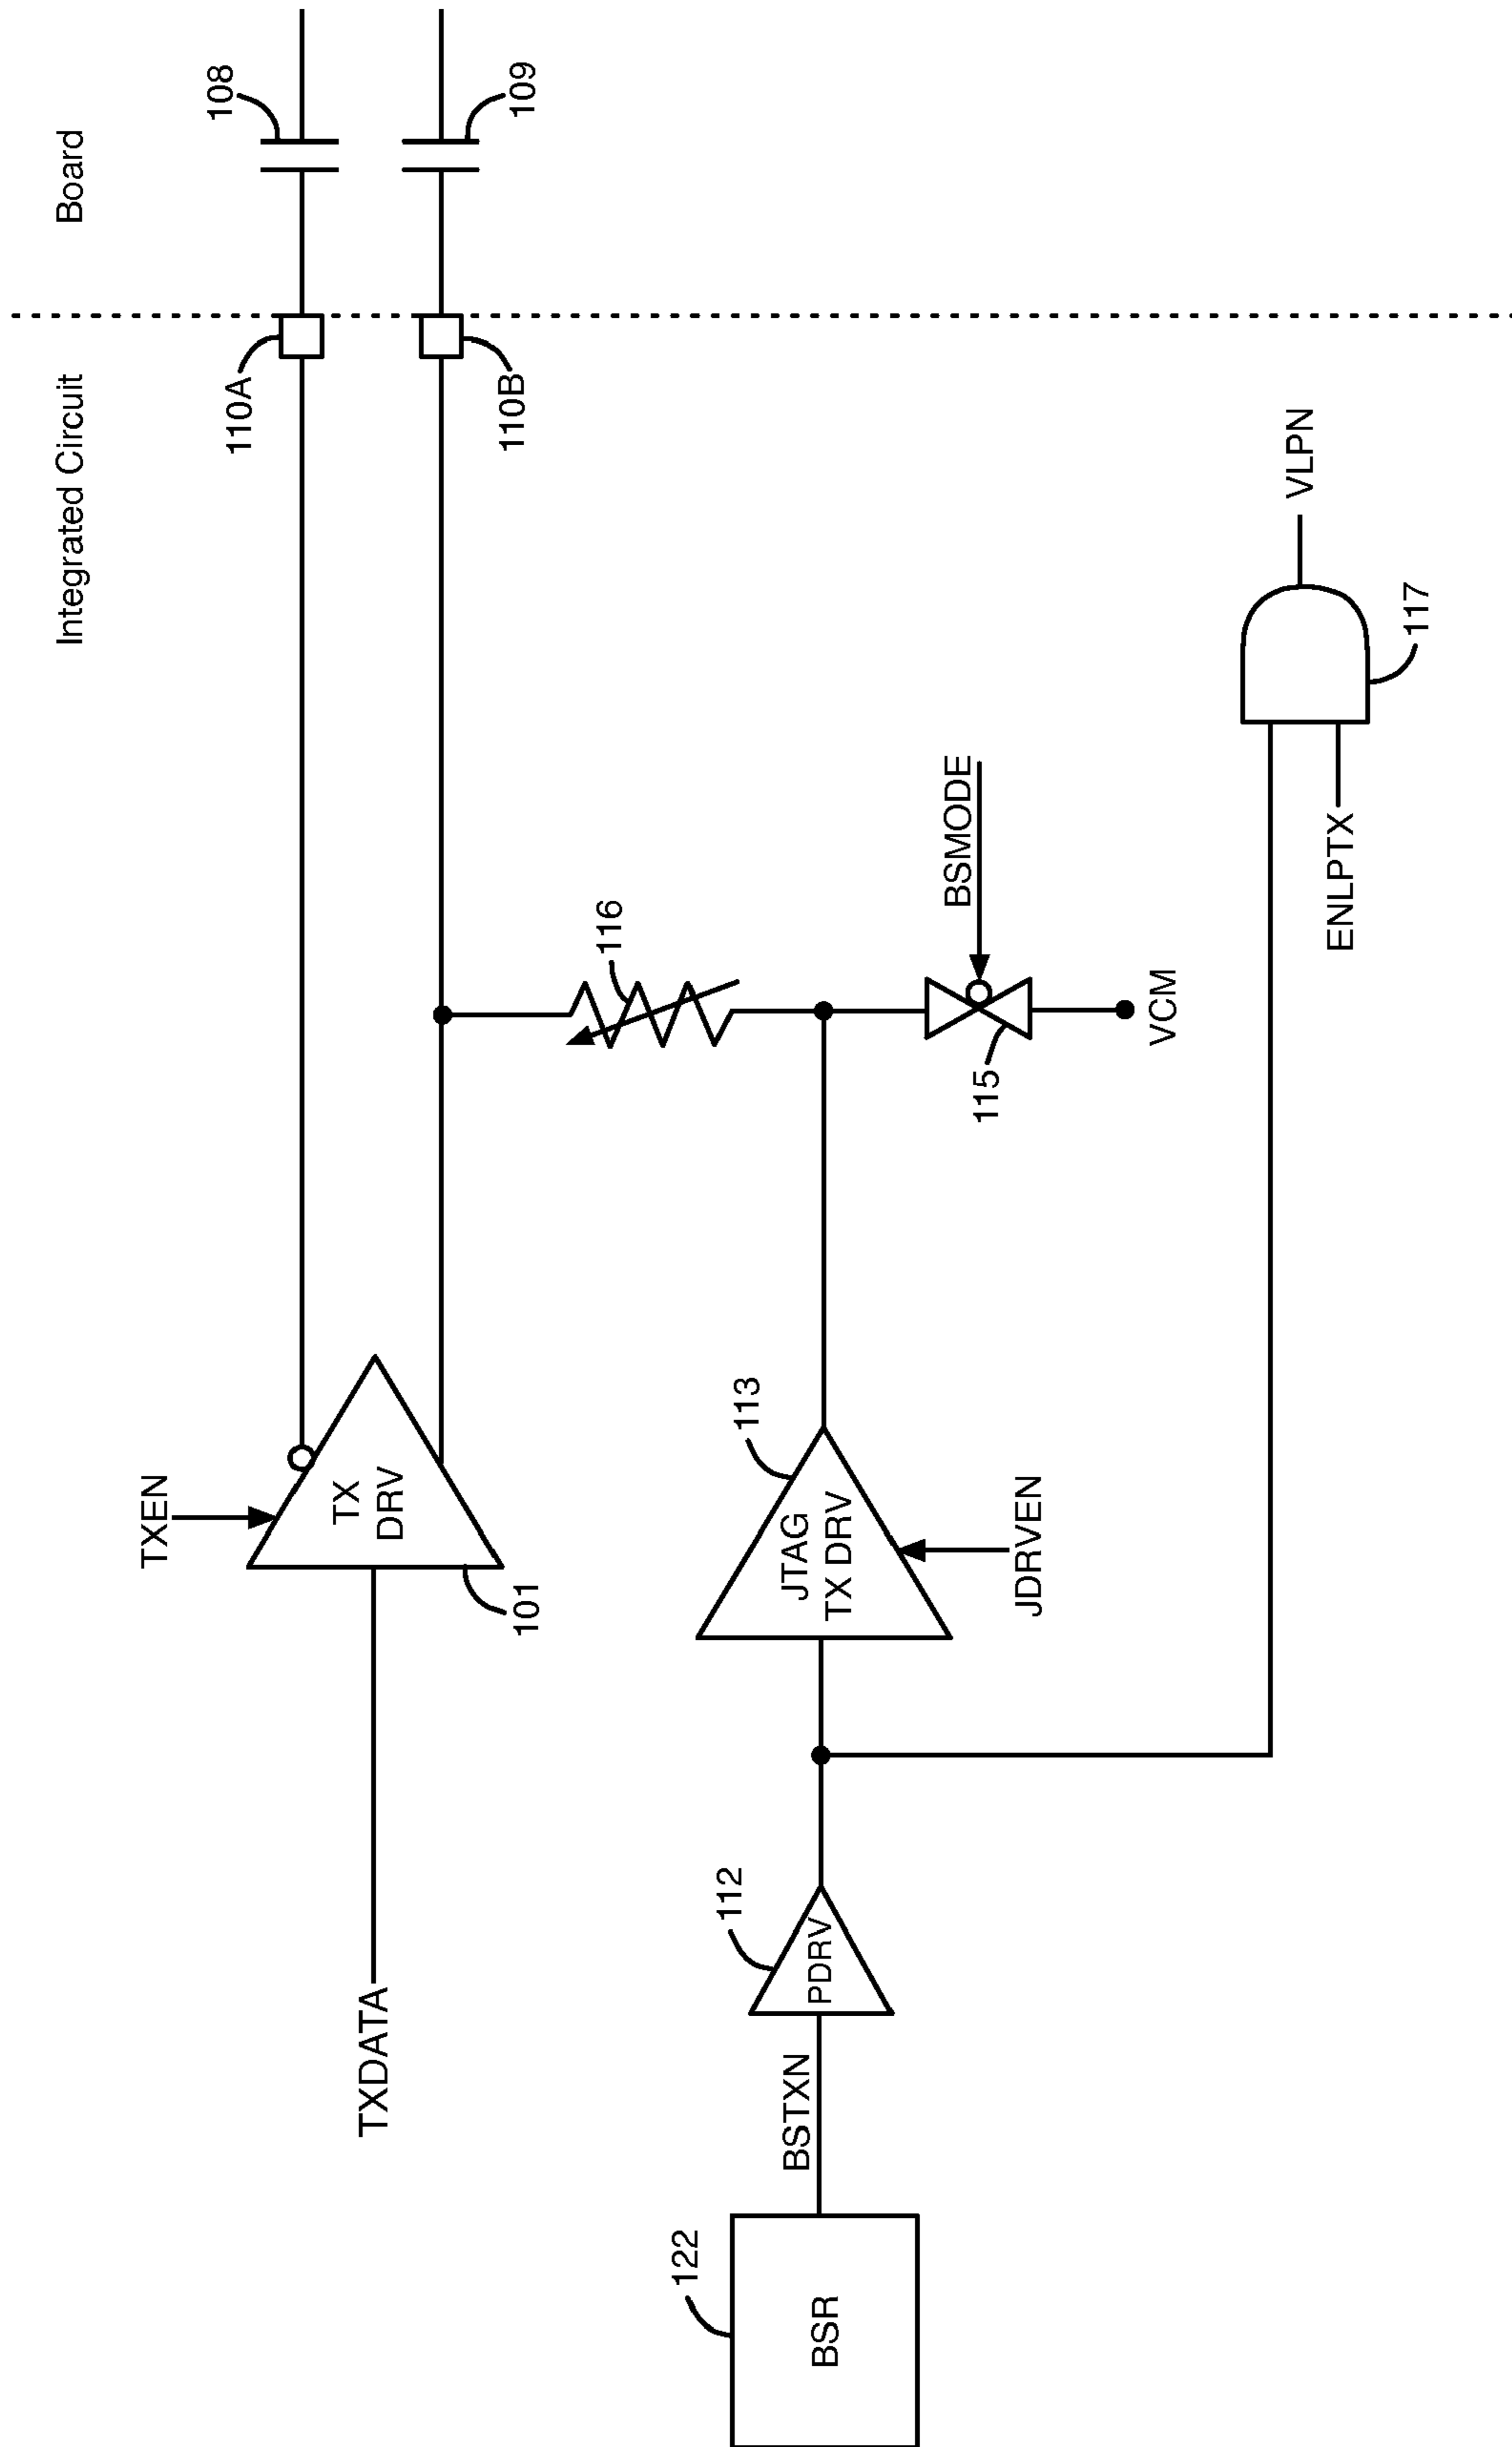 Integrated Circuit
Board
TXEN
TXDATA
TX
DRV
101
110A
108
110B
109
122
BSR
BSTXN
112
PDRV
113
JTAG
TX DRV
JDRVEN
116
115
BSMODE
VCM
ENLPTX
117
VLPN